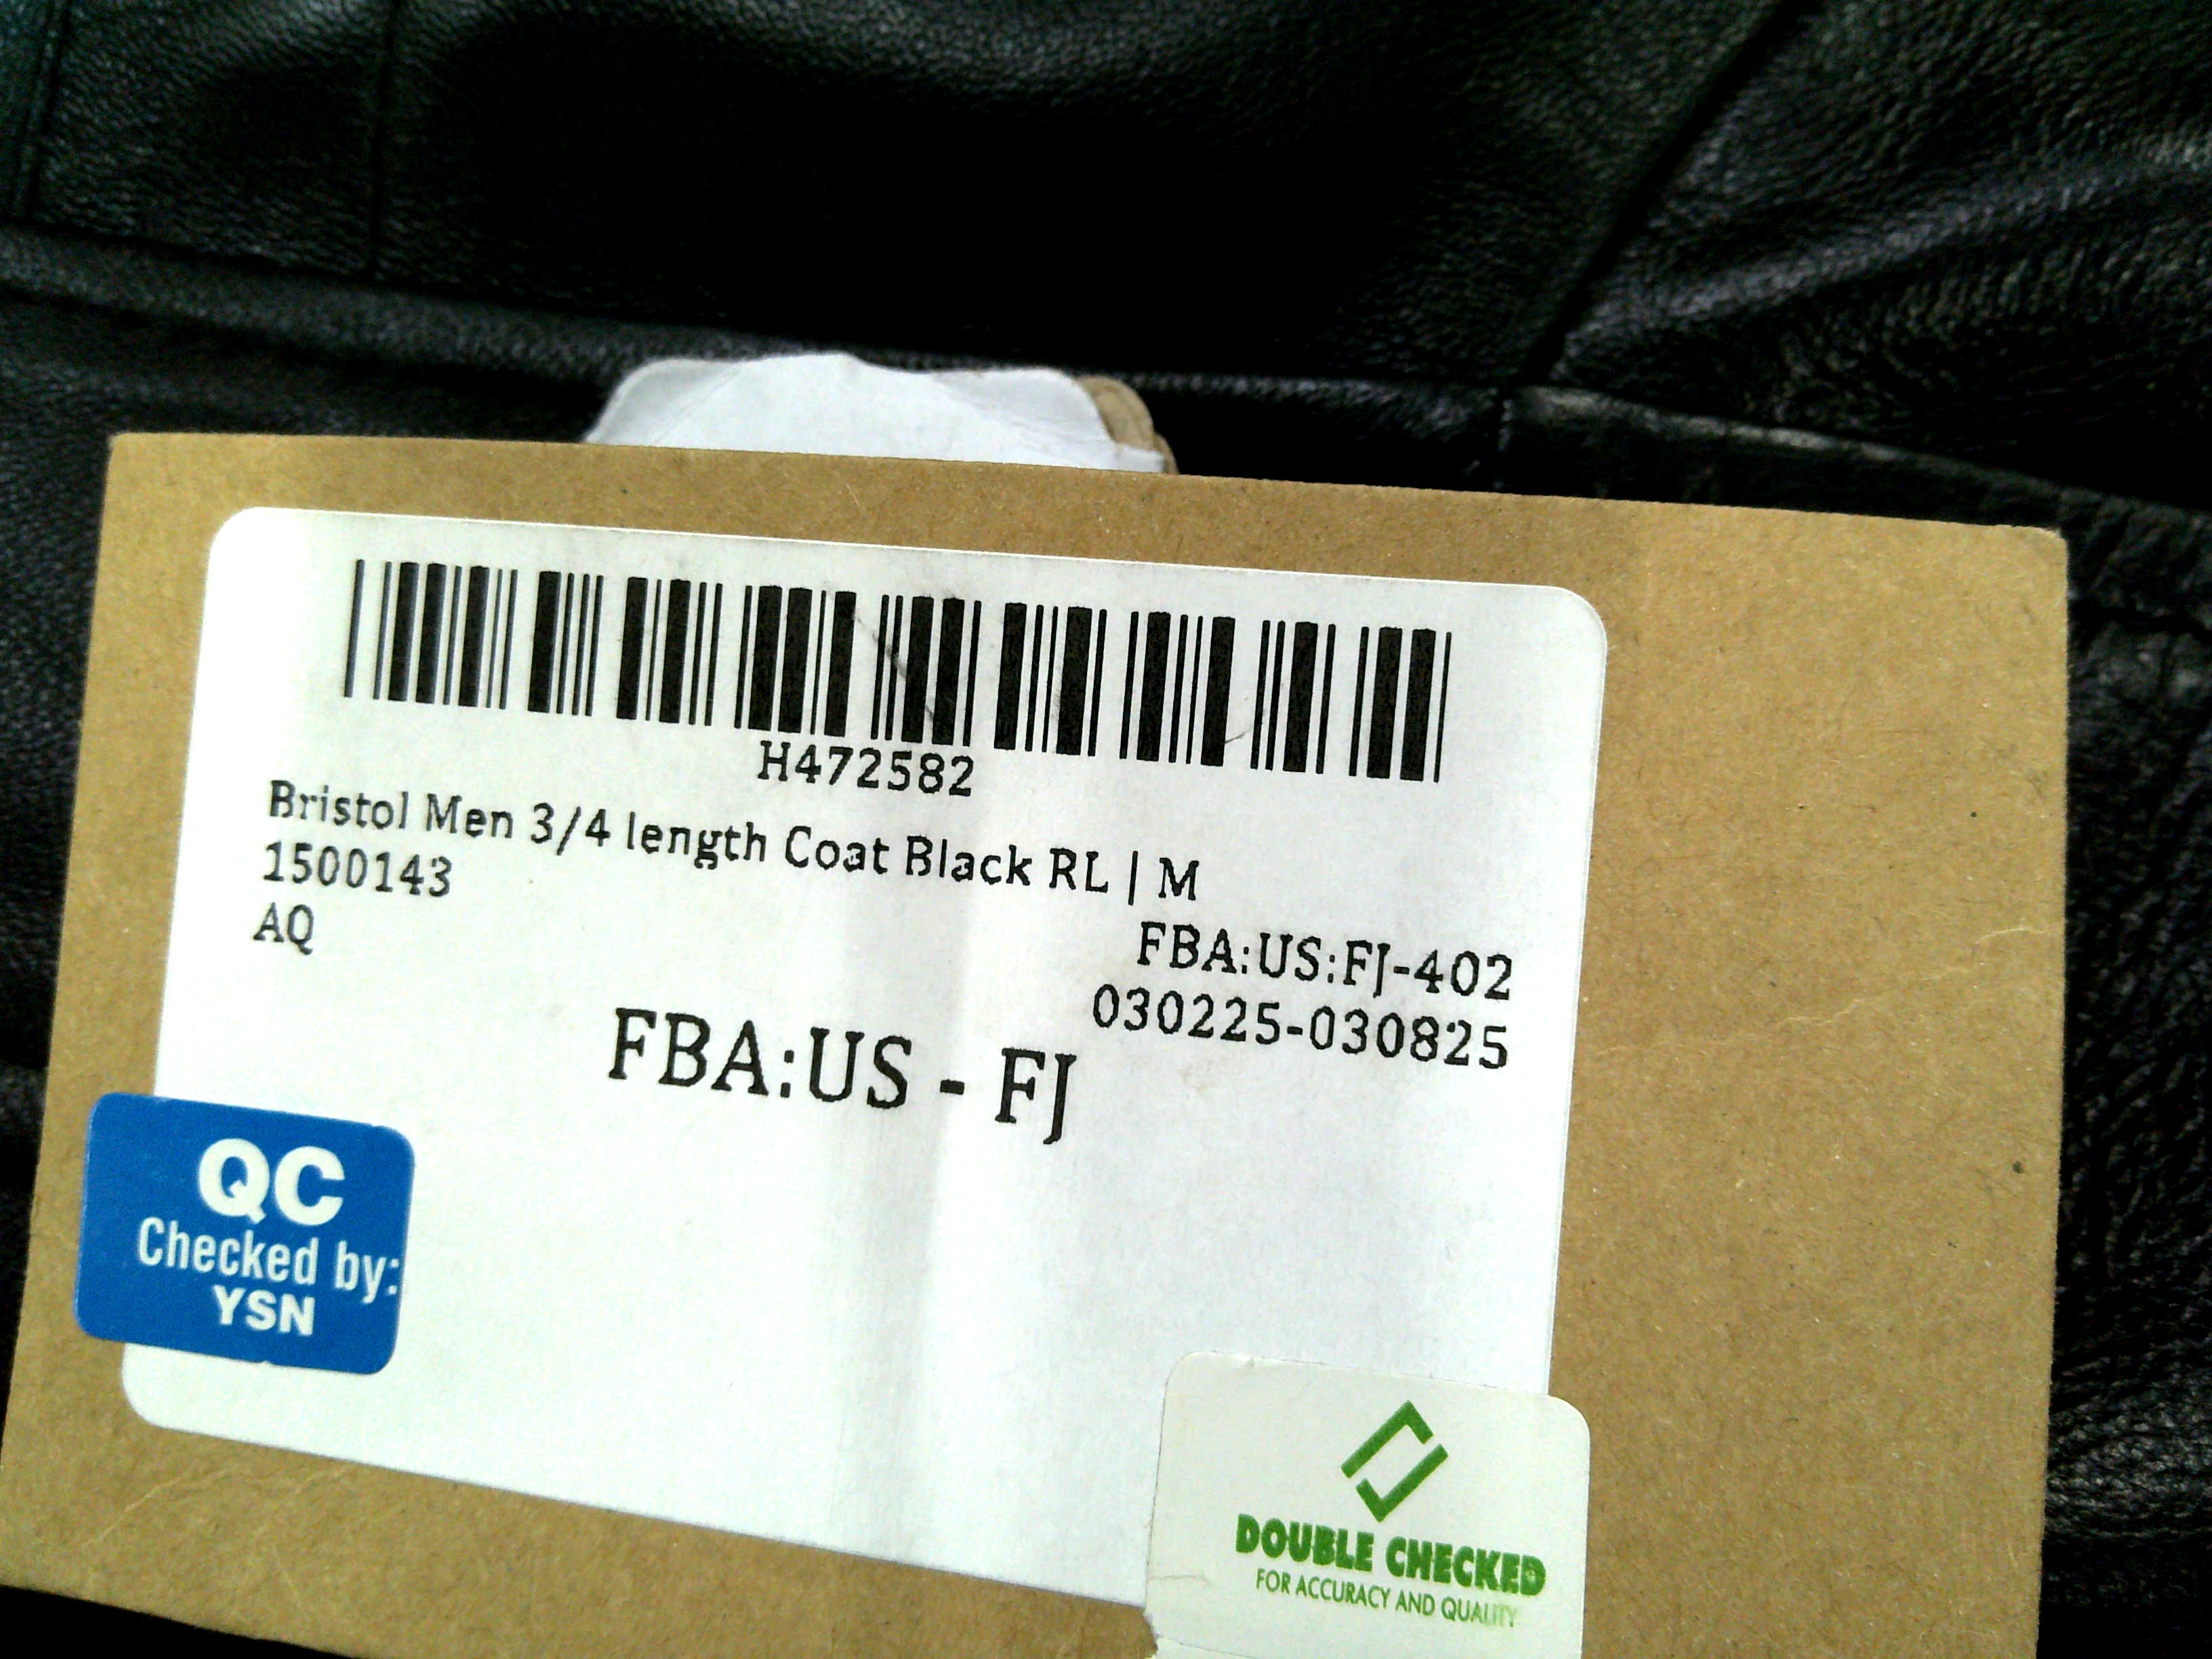 H472582
Bristol Men 3/4 length Coat Black RL | M
1500143
AQ
FBA:US:FJ-402
030225-030825
FBA:US - FJ
QC
Checked by:
YSN
DOUBLE CHECKED
FOR ACCURACY AND QUALITY